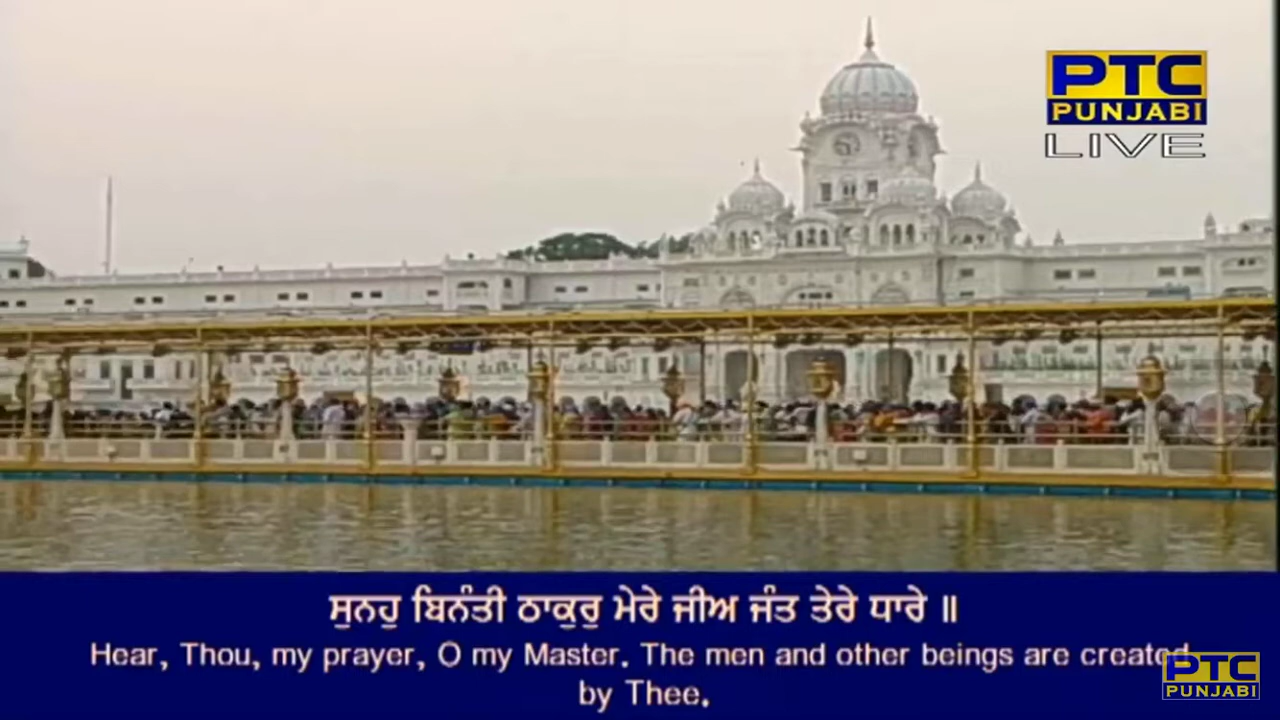 PTC
PUNJABI
LIVE
ਸੁਨਹੁ ਬਿਨੰਤੀ ਠਾਕੁਰੁ ਮੇਰੇ ਜੀਅ ਜੰਤ ਤੇਰੇ ਧਾਰੇ ॥
Hear, Thou, my prayer, O my Master. The men and other beings are created
by Thee.
PTC
PUNJABI